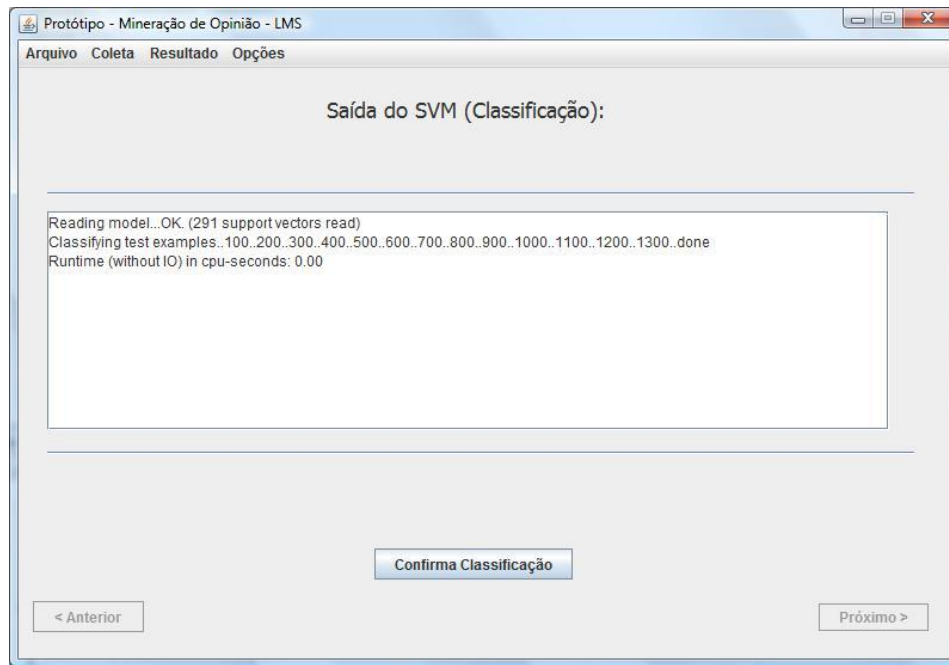 Protótipo - Mineração de Opinião - LMS
Arquivo Coleta Resultado Opções
Saída do SVM (Classificação):
Reading model...OK. (291 support vectors read)
Classifying test examples..100..200..300..400..500..600..700..800..900..1000..1100..1200..1300..done
Runtime (without IO) in cpu-seconds: 0.00
Confirma Classificação
< Anterior
Próximo >